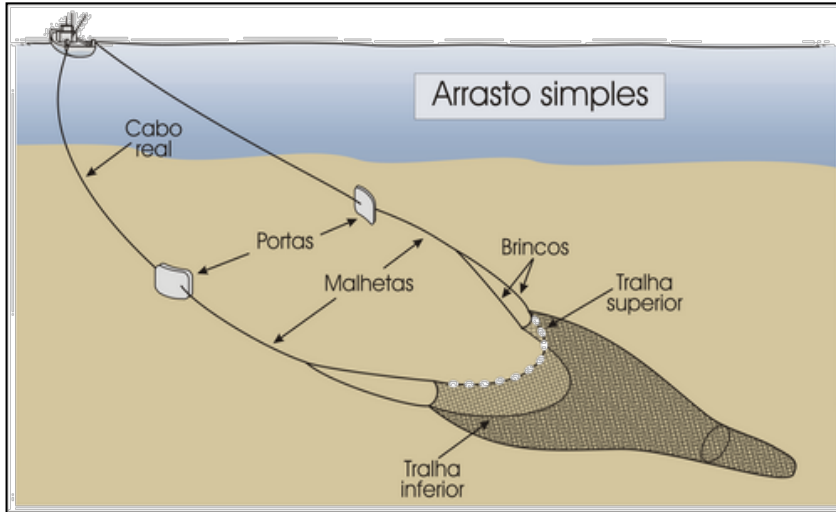 Arrasto simples
Cabo
real
Portas
Malhetas
Brincos
Tralha
superior
Tralha
inferior